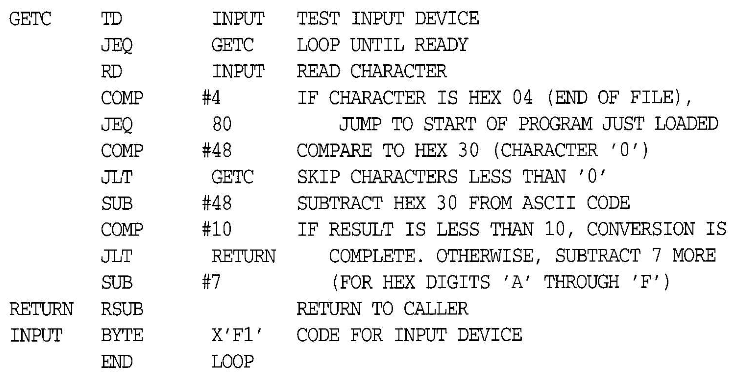 GETC TD INPUT TEST INPUT DEVICE
JEQ GETC LOOP UNTIL READY
RD INPUT READ CHARACTER
COMP #4 IF CHARACTER IS HEX 04 (END OF FILE),
JEQ 80 JUMP TO START OF PROGRAM JUST LOADED
COMP #48 COMPARE TO HEX 30 (CHARACTER '0')
JLT GETC SKIP CHARACTERS LESS THAN '0'
SUB #48 SUBTRACT HEX 30 FROM ASCII CODE
COMP #10 IF RESULT IS LESS THAN 10, CONVERSION IS
JLT RETURN COMPLETE. OTHERWISE, SUBTRACT 7 MORE
SUB #7 (FOR HEX DIGITS 'A' THROUGH 'F')
RETURN RSUB RETURN TO CALLER
INPUT BYTE X'F1' CODE FOR INPUT DEVICE
END LOOP